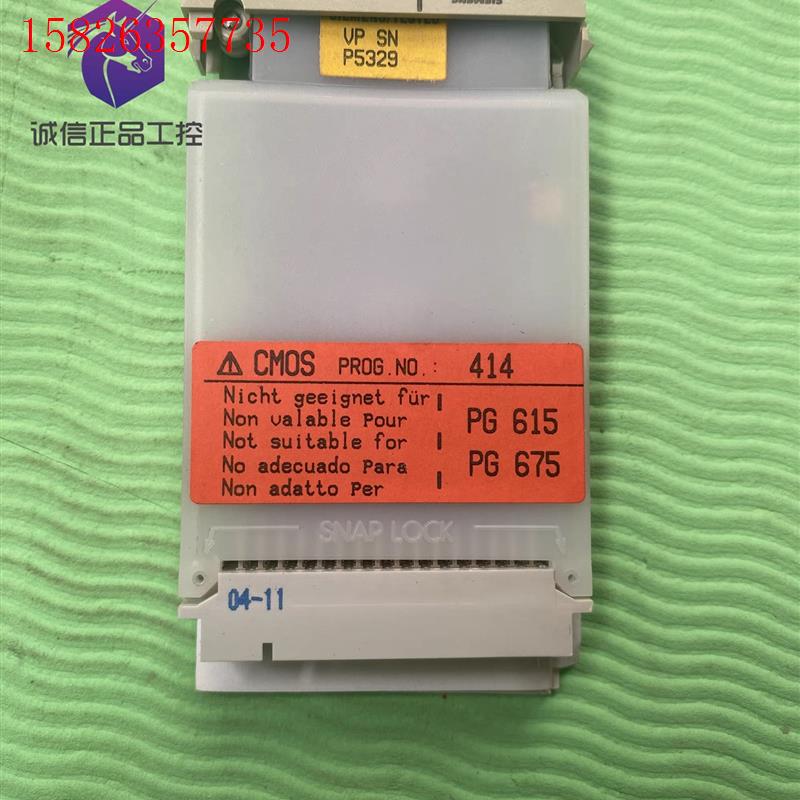 15826357735
诚信正品工控
SIEMENS
VP SN
P5329
⚠ CMOS PROG.NO.: 414
Nicht geeignet für
Non valable Pour
Not suitable for
No adecuado Para
Non adatto Per
PG 615
PG 675
SNAP LOCK
04-11